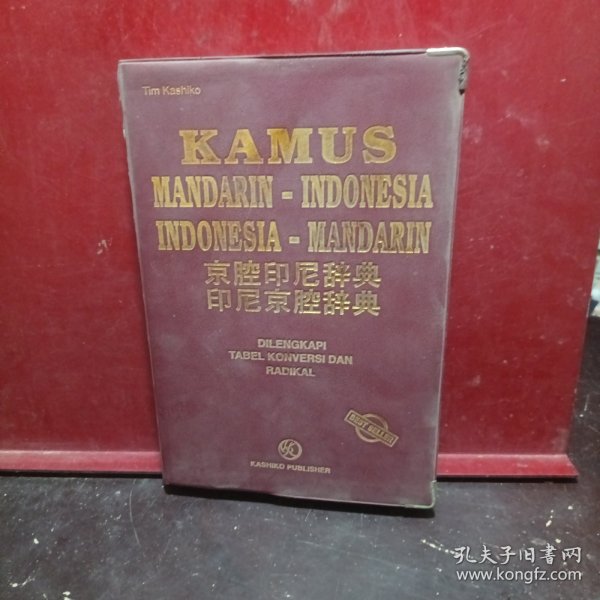 Tim Kashiko
KAMUS
MANDARIN - INDONESIA
INDONESIA - MANDARIN
京腔印尼辞典
印尼京腔辞典
DILENGKAPI
TABEL KONVERSI DAN
RADIKAL
BEST SELLER
KASHIKO PUBLISHER
孔夫子旧书网
www.kongfz.com